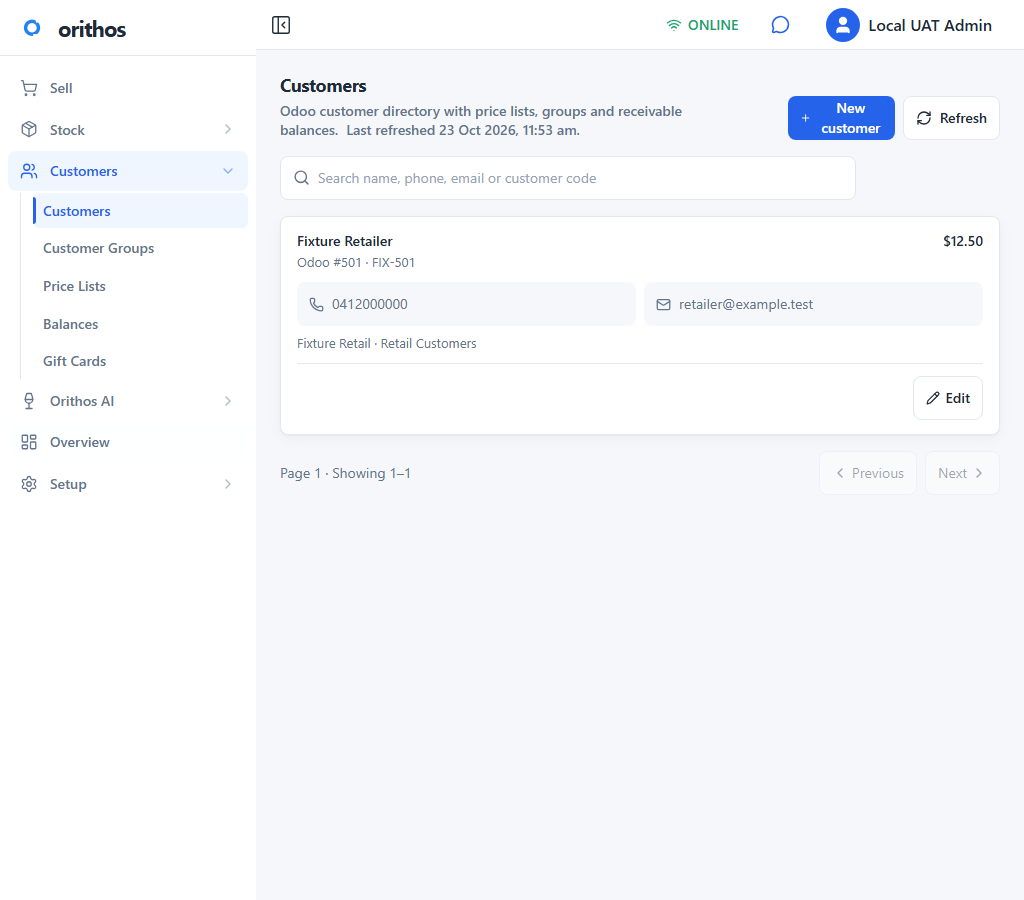 orithos
ONLINE
Local UAT Admin
Sell
Stock
Customers
Customers
Customer Groups
Price Lists
Balances
Gift Cards
Orithos AI
Overview
Setup
Customers
Odoo customer directory with price lists, groups and receivable
balances. Last refreshed 23 Oct 2026, 11:53 am.
New
customer
Refresh
Search name, phone, email or customer code
Fixture Retailer
$12.50
Odoo #501 · FIX-501
0412000000
retailer@example.test
Fixture Retail · Retail Customers
Edit
Page 1 · Showing 1–1
Previous
Next